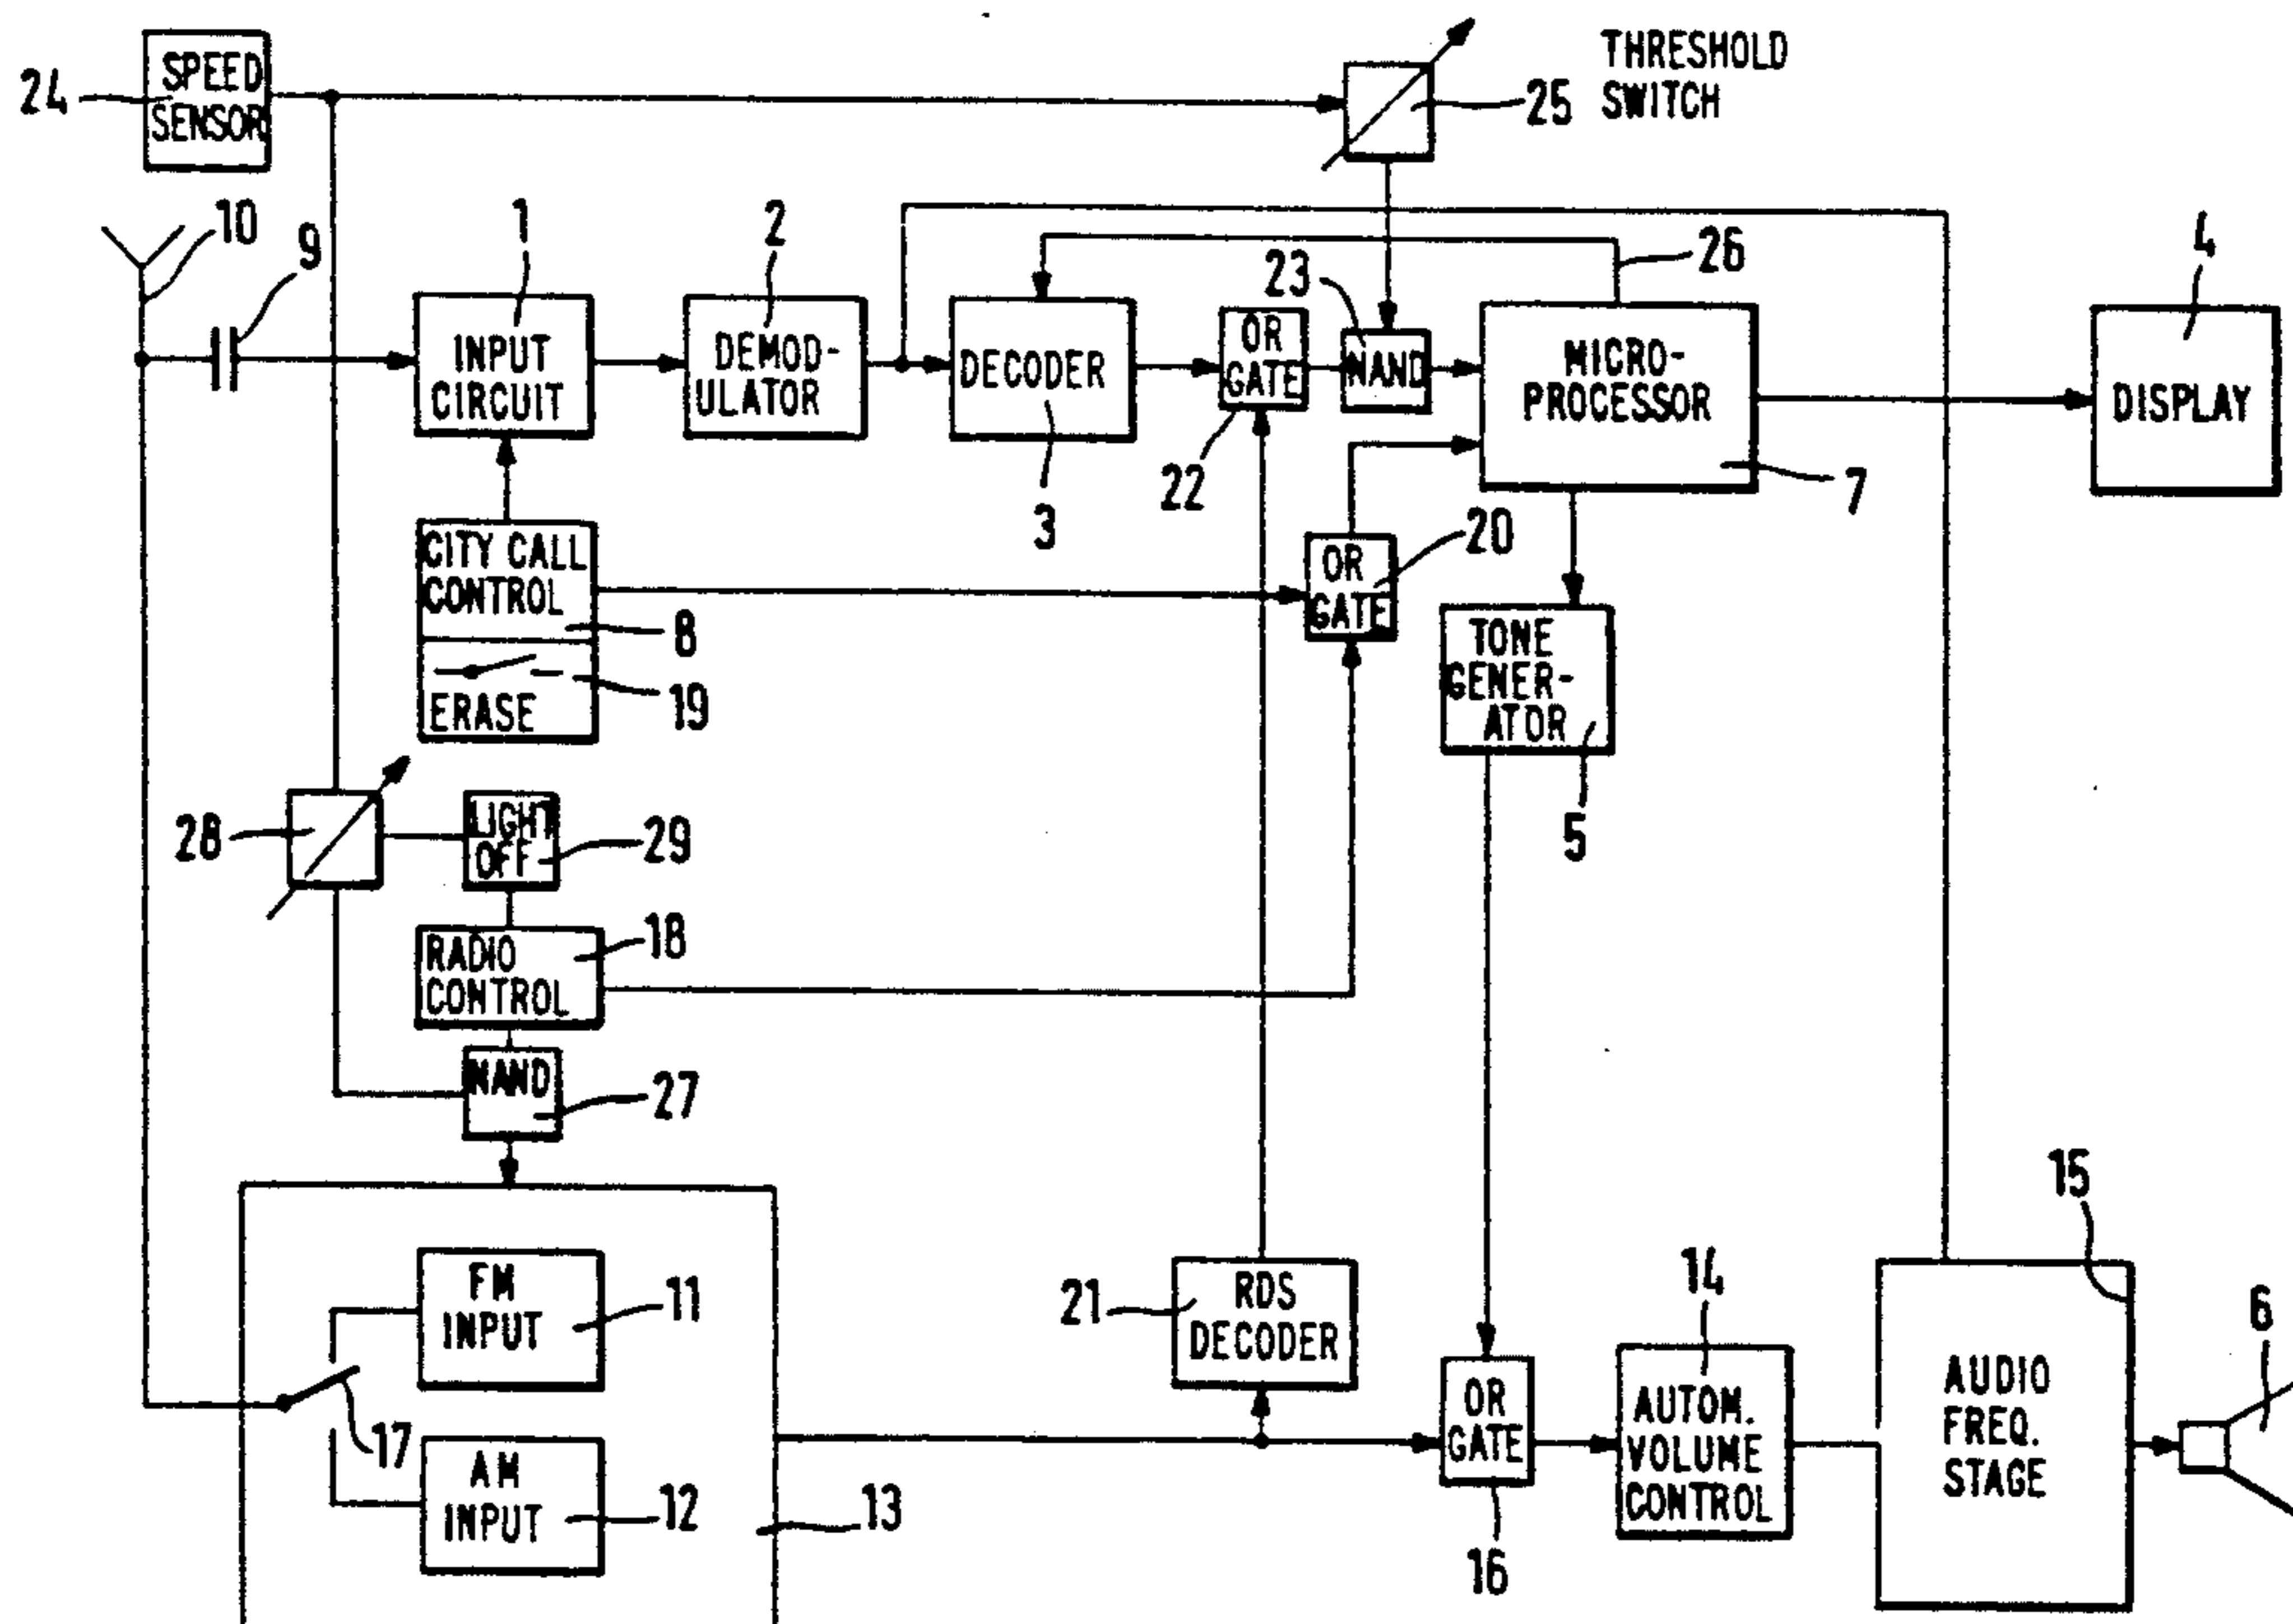 THRESHOLD
SWITCH
24
SPEED
SENSOR
25
10
9
1
2
26
4
23
INPUT
CIRCUIT
DEMOD-
ULATOR
DECODER
OR
GATE
NAND
MICRO-
PROCESSOR
DISPLAY
22
7
3
CITY CALL
CONTROL
8
OR
GATE
20
ERASE
19
TONE
GENER-
ATOR
5
28
LIGHT
OFF
29
RADIO
CONTROL
18
NAND
27
15
FM
INPUT
11
21
RDS
DECODER
14
6
17
AM
INPUT
12
13
OR
GATE
16
AUTOM.
VOLUME
CONTROL
AUDIO
FREQ.
STAGE